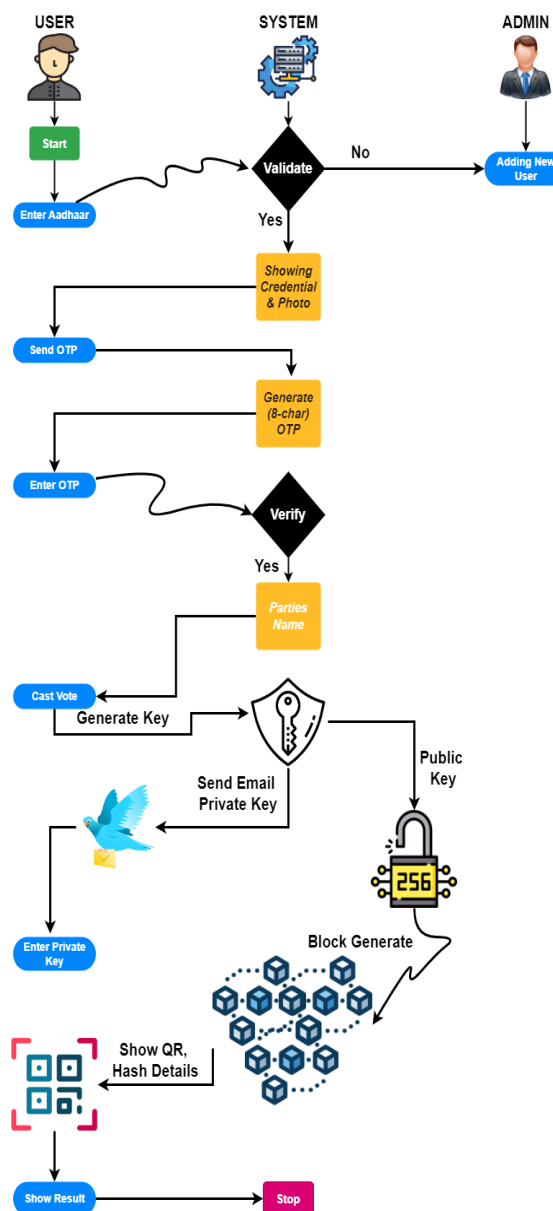 USER
SYSTEM
ADMIN
Start
Validate
No
Adding New
User
Enter Aadhaar
Yes
Showing
Credential
& Photo
Send OTP
Generate
(8-char)
OTP
Enter OTP
Verify
Yes
Parties
Name
Cast Vote
Generate Key
Public
Key
Send Email
Private Key
256
Enter Private
Key
Block Generate
Show QR,
Hash Details
Show Result
Stop